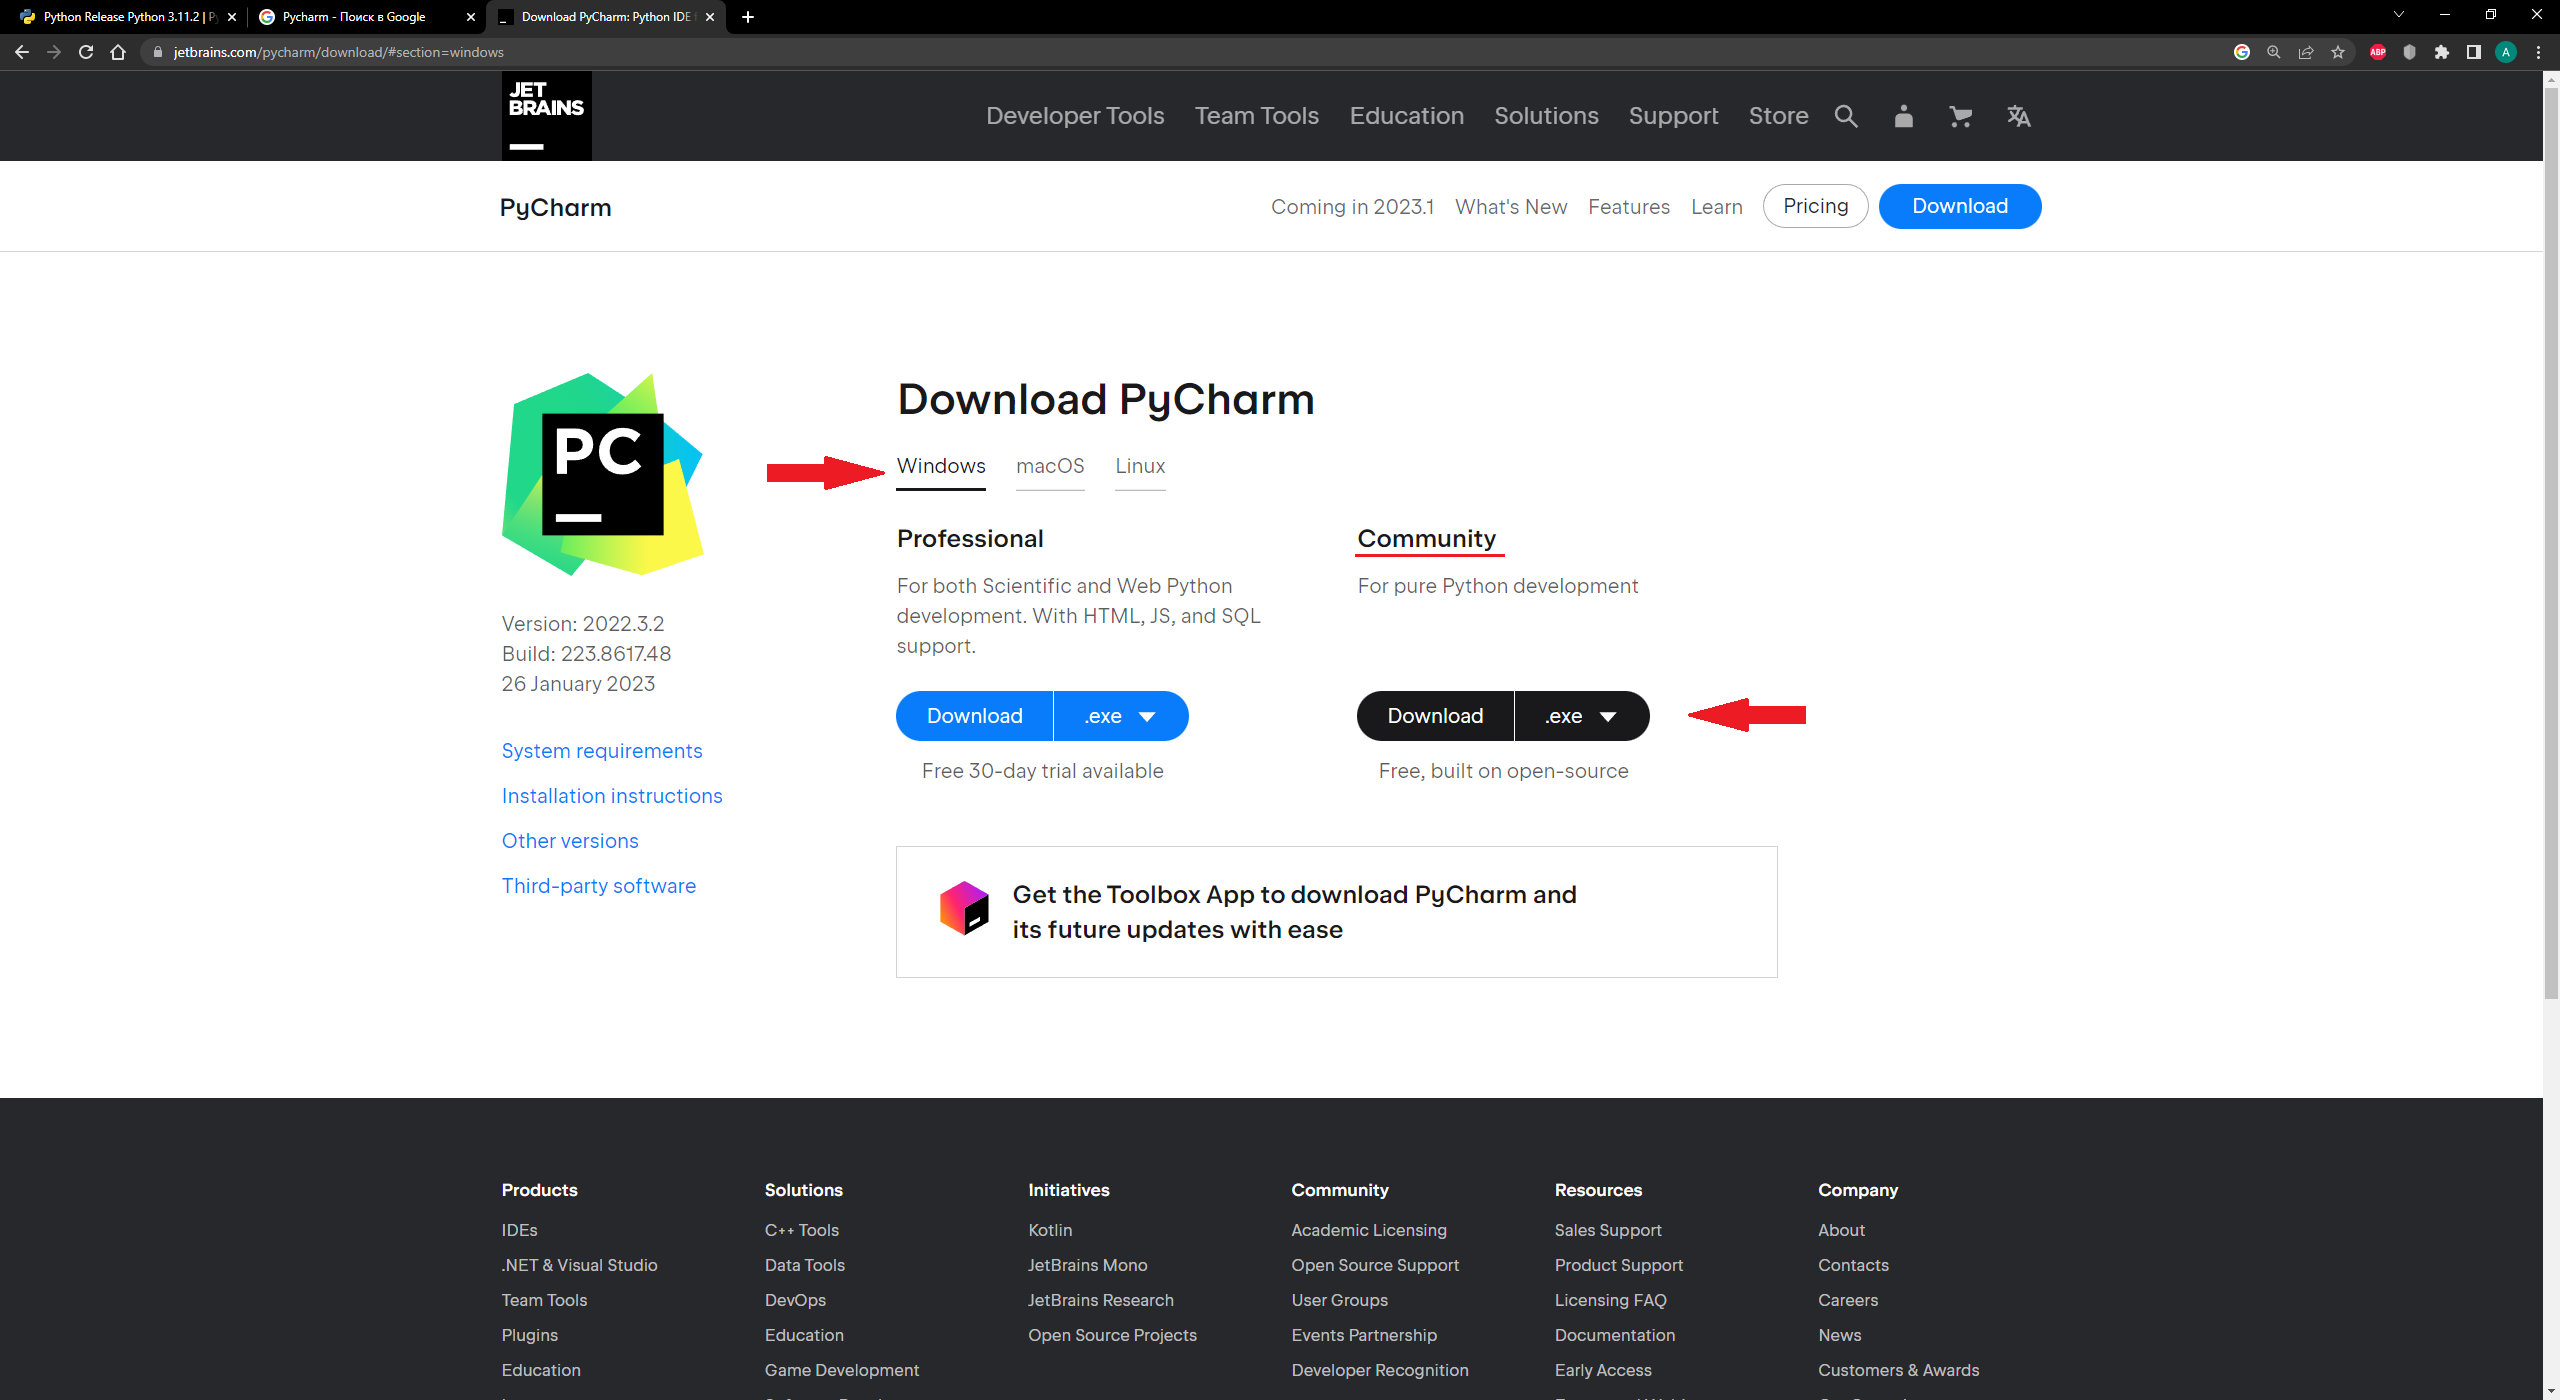 Python Release Python 3.11.2 |
Pycharm - Поиск в Google
Download PyCharm: Python IDE
jetbrains.com/pycharm/download/#section=windows
ABP
A
JET
BRAINS
Developer Tools Team Tools Education Solutions Support Store
PyCharm
Coming in 2023.1 What's New Features Learn Pricing Download
PC
Download PyCharm
Windows macOS Linux
Professional
For both Scientific and Web Python
development. With HTML, JS, and SQL
support.
Download .exe
Free 30-day trial available
Community
For pure Python development
Download .exe
Free, built on open-source
Version: 2022.3.2
Build: 223.8617.48
26 January 2023
System requirements
Installation instructions
Other versions
Third-party software
Get the Toolbox App to download PyCharm and
its future updates with ease
Products
IDEs
.NET & Visual Studio
Team Tools
Plugins
Education
Solutions
C++ Tools
Data Tools
DevOps
Education
Game Development
Initiatives
Kotlin
JetBrains Mono
JetBrains Research
Open Source Projects
Community
Academic Licensing
Open Source Support
User Groups
Events Partnership
Developer Recognition
Resources
Sales Support
Product Support
Licensing FAQ
Documentation
Early Access
Company
About
Contacts
Careers
News
Customers & Awards